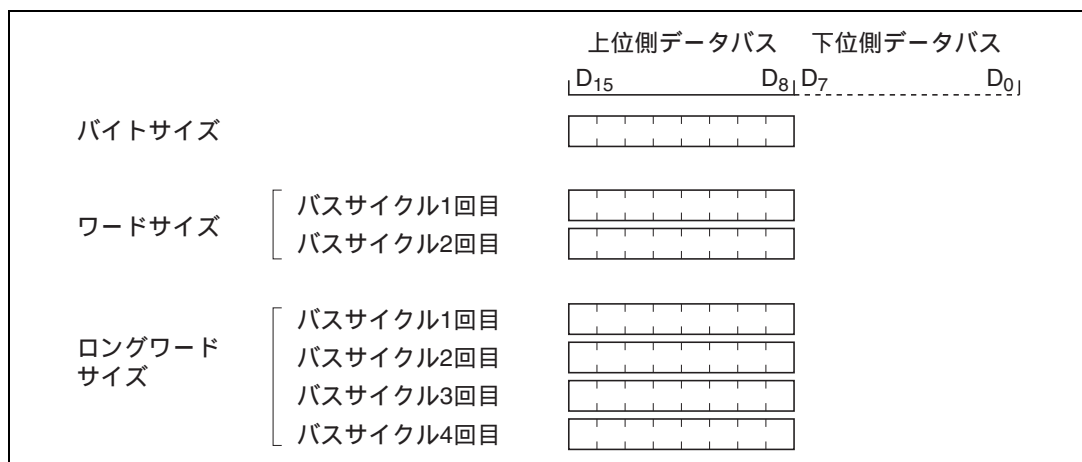 上位側データバス 下位側データバス
D15 D8 D7 D0
バイトサイズ
ワードサイズ
バスサイクル1回目
バスサイクル2回目
ロングワード
サイズ
バスサイクル1回目
バスサイクル2回目
バスサイクル3回目
バスサイクル4回目